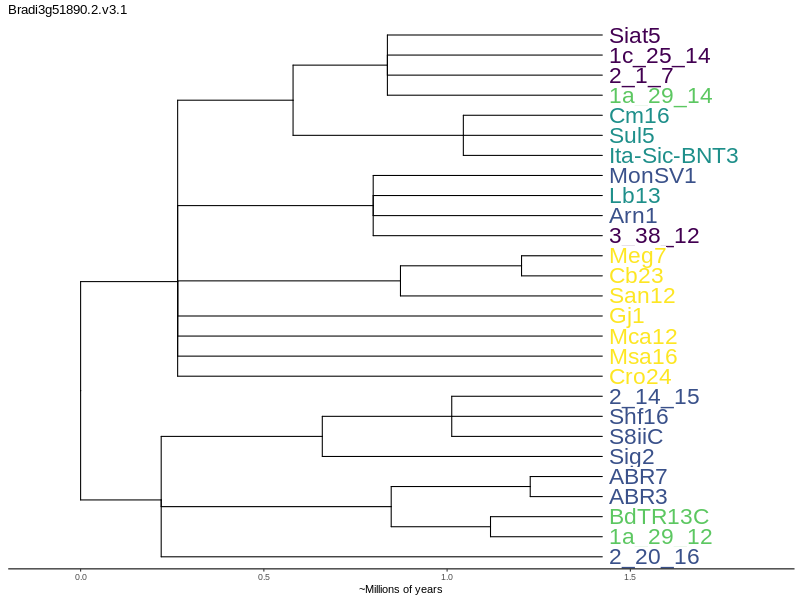 Bradi3g51890.2.v3.1
Siat5
1c_25_14
2_1_7
1a_29_14
Cm16
Sul5
Ita-Sic-BNT3
MonSV1
Lb13
Arn1
3_38_12
Meg7
Cb23
San12
Gj1
Mca12
Msa16
Cro24
2_14_15
Shf16
S8iiC
Sig2
ABR7
ABR3
BdTR13C
1a_29_12
2_20_16
0.0 0.5 1.0 1.5
~Millions of years